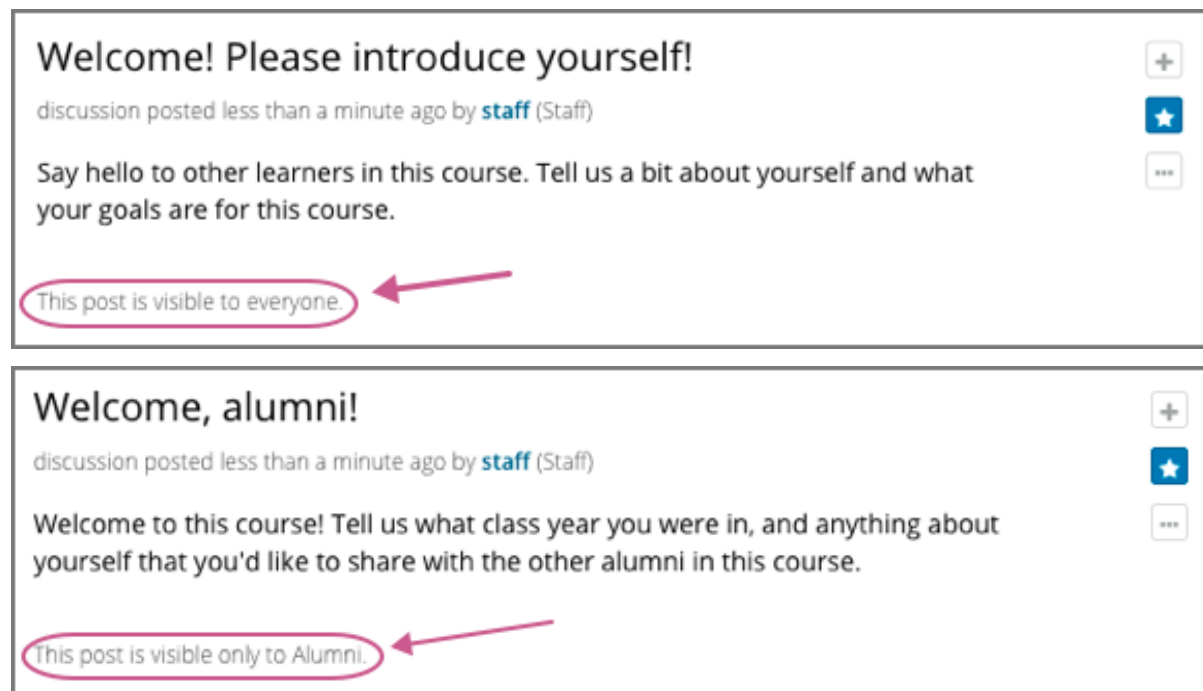 Welcome! Please introduce yourself!
discussion posted less than a minute ago by staff (Staff)
Say hello to other learners in this course. Tell us a bit about yourself and what
your goals are for this course.
This post is visible to everyone.
Welcome, alumni!
discussion posted less than a minute ago by staff (Staff)
Welcome to this course! Tell us what class year you were in, and anything about
yourself that you'd like to share with the other alumni in this course.
This post is visible only to Alumni.